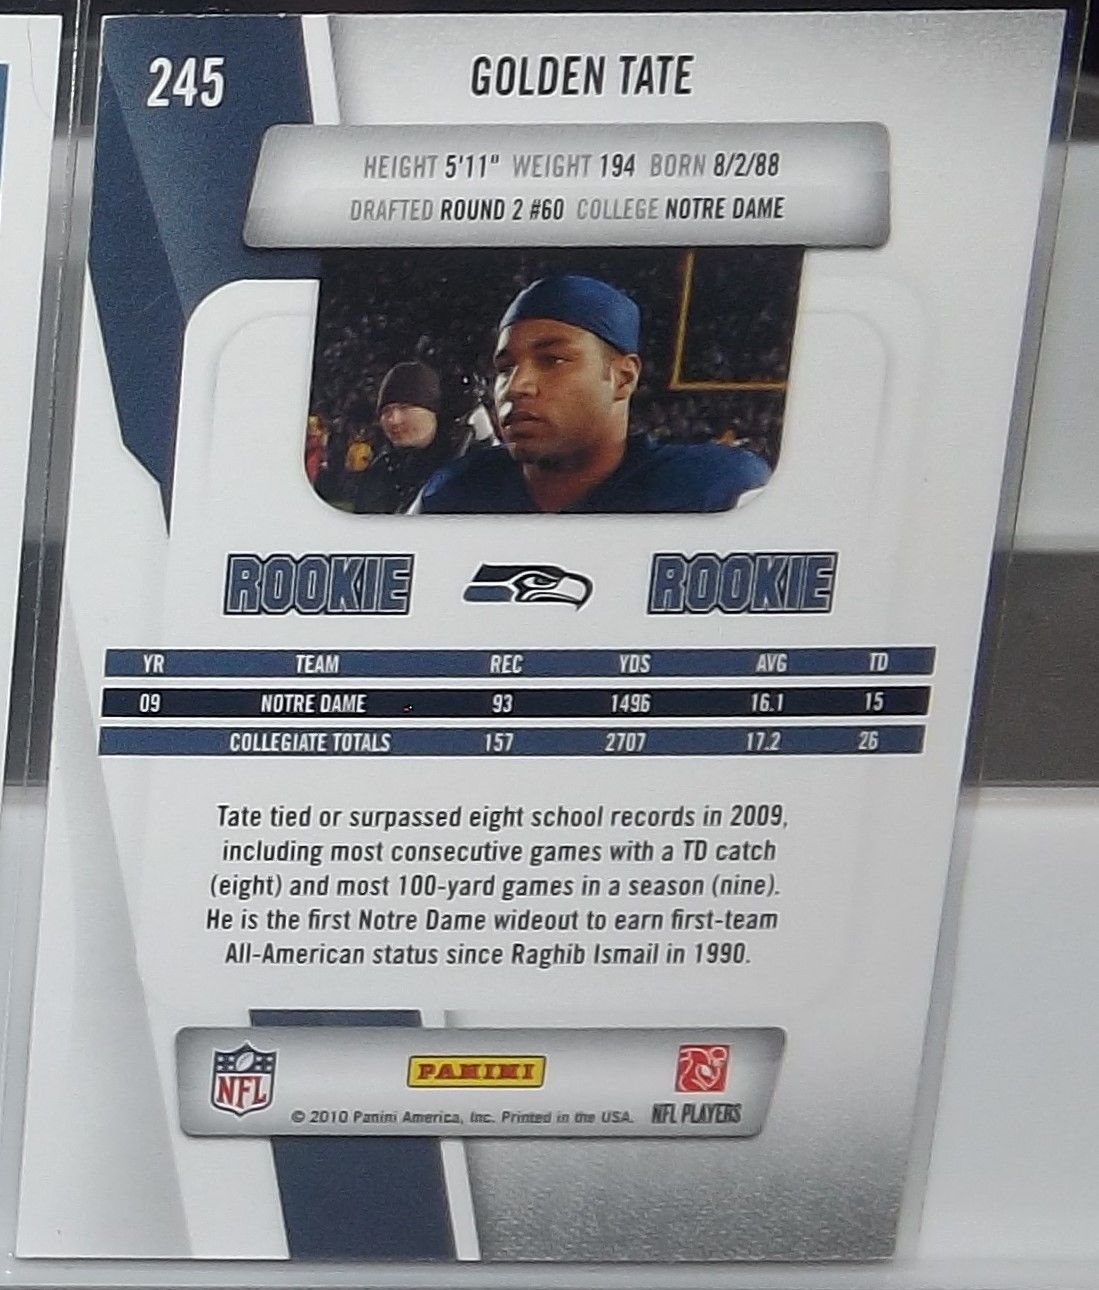 245
GOLDEN TATE
HEIGHT 5'11" WEIGHT 194 BORN 8/2/88
DRAFTED ROUND 2 #60 COLLEGE NOTRE DAME
ROOKIE ROOKIE
YR TEAM REC YDS AVG TD
09 NOTRE DAME 93 1496 16.1 15
COLLEGIATE TOTALS 157 2707 17.2 26
Tate tied or surpassed eight school records in 2009,
including most consecutive games with a TD catch
(eight) and most 100-yard games in a season (nine).
He is the first Notre Dame wideout to earn first-team
All-American status since Raghib Ismail in 1990.
NFL
PANINI
© 2010 Panini America, Inc. Printed in the USA.
NFL PLAYERS